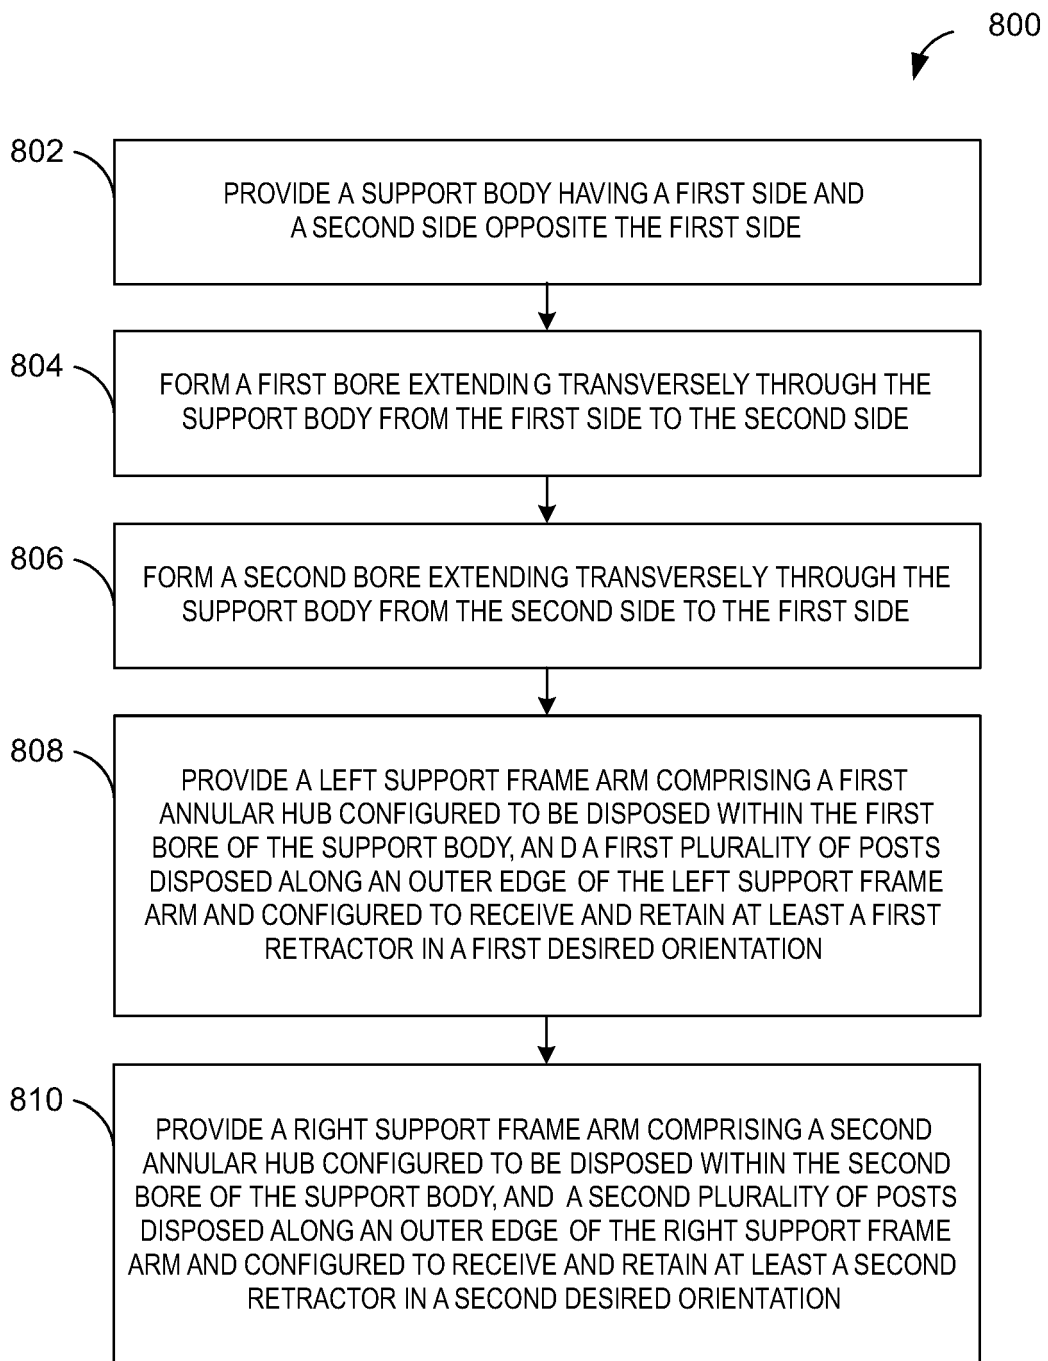 800
802
PROVIDE A SUPPORT BODY HAVING A FIRST SIDE AND
A SECOND SIDE OPPOSITE THE FIRST SIDE
804
FORM A FIRST BORE EXTENDING TRANSVERSELY THROUGH THE
SUPPORT BODY FROM THE FIRST SIDE TO THE SECOND SIDE
806
FORM A SECOND BORE EXTENDING TRANSVERSELY THROUGH THE
SUPPORT BODY FROM THE SECOND SIDE TO THE FIRST SIDE
808
PROVIDE A LEFT SUPPORT FRAME ARM COMPRISING A FIRST
ANNULAR HUB CONFIGURED TO BE DISPOSED WITHIN THE FIRST
BORE OF THE SUPPORT BODY, AND A FIRST PLURALITY OF POSTS
DISPOSED ALONG AN OUTER EDGE OF THE LEFT SUPPORT FRAME
ARM AND CONFIGURED TO RECEIVE AND RETAIN AT LEAST A FIRST
RETRACTOR IN A FIRST DESIRED ORIENTATION
810
PROVIDE A RIGHT SUPPORT FRAME ARM COMPRISING A SECOND
ANNULAR HUB CONFIGURED TO BE DISPOSED WITHIN THE SECOND
BORE OF THE SUPPORT BODY, AND A SECOND PLURALITY OF POSTS
DISPOSED ALONG AN OUTER EDGE OF THE RIGHT SUPPORT FRAME
ARM AND CONFIGURED TO RECEIVE AND RETAIN AT LEAST A SECOND
RETRACTOR IN A SECOND DESIRED ORIENTATION